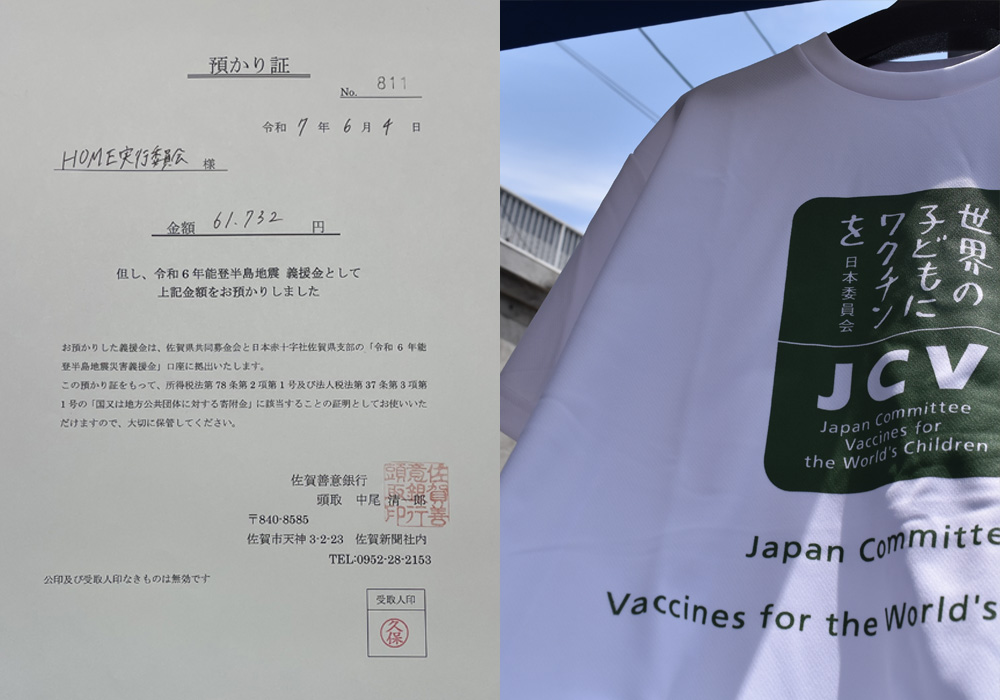 預かり証
No. 811
令和 7 年 6 月 4 日
HOME実行委員会 様
金額 61.732 円
但し、令和6年能登半島地震 義援金として
上記金額をお預かりしました
お預かりした義援金は、佐賀県共同募金会と日本赤十字社佐賀県支部の「令和 6 年能
登半島地震災害義援金」口座に拠出いたします。
この預かり証をもって、所得税法第78条第2項第1号及び法人税法第37条第3項第
1号の「国又は地方公共団体に対する寄附金」に該当することの証明としてお使いいた
だけますので、大切に保管してください。
佐賀善意銀行
頭取 中尾 清一郎
佐賀善意銀行頭取印
〒840-8585
佐賀市天神 3-2-23 佐賀新聞社内
TEL:0952-28-2153
公印及び受取人印なきものは無効です
受取人印
久保
世界の
子どもに
ワクチン
を日本委員会
JCV
Japan Committee
Vaccines for
the World's Children
Japan Committe
Vaccines for the World's